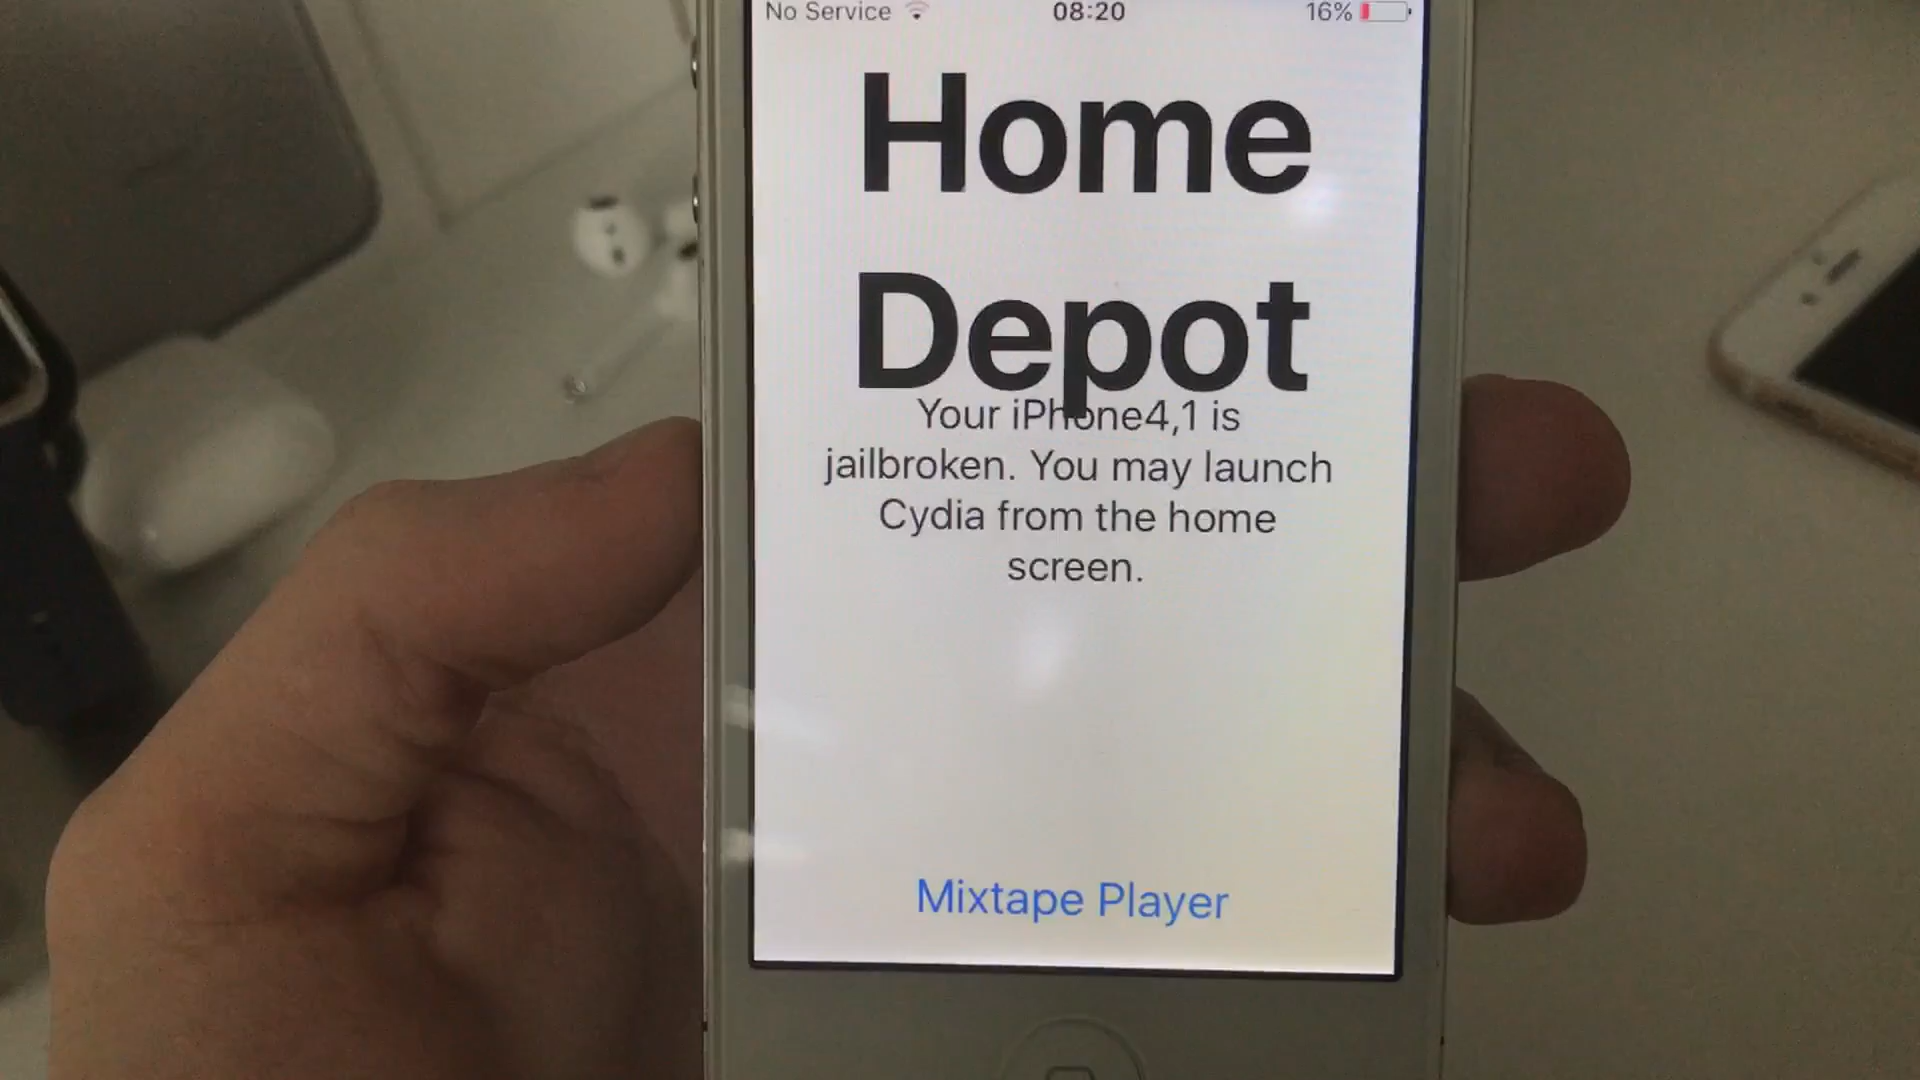 No Service 08:20 16%
Home
Depot
Your iPhone4,1 is
jailbroken. You may launch
Cydia from the home
screen.
Mixtape Player